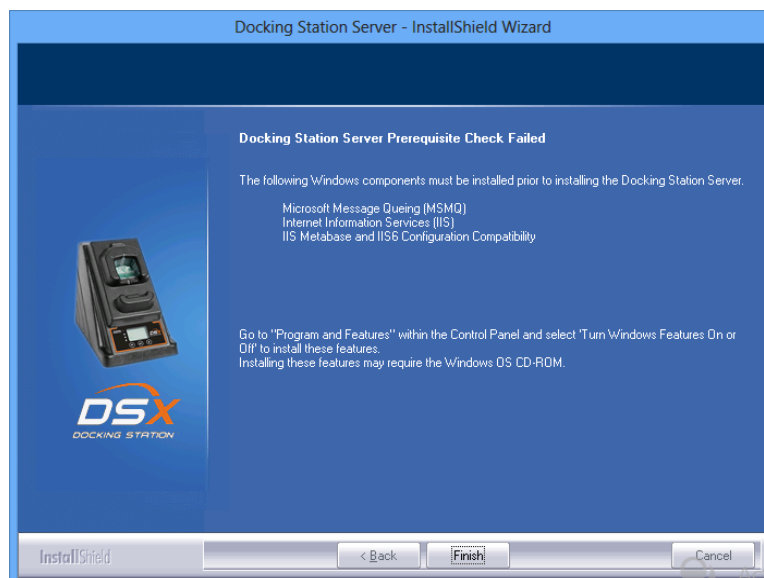 Docking Station Server - InstallShield Wizard
Docking Station Server Prerequisite Check Failed
The following Windows components must be installed prior to installing the Docking Station Server.
Microsoft Message Queing (MSMQ)
Internet Information Services (IIS)
IIS Metabase and IIS6 Configuration Compatibility
Go to "Program and Features" within the Control Panel and select 'Turn Windows Features On or
Off' to install these features.
Installing these features may require the Windows OS CD-ROM.
DSX
DOCKING STATION
InstallShield
< Back
Finish
Cancel